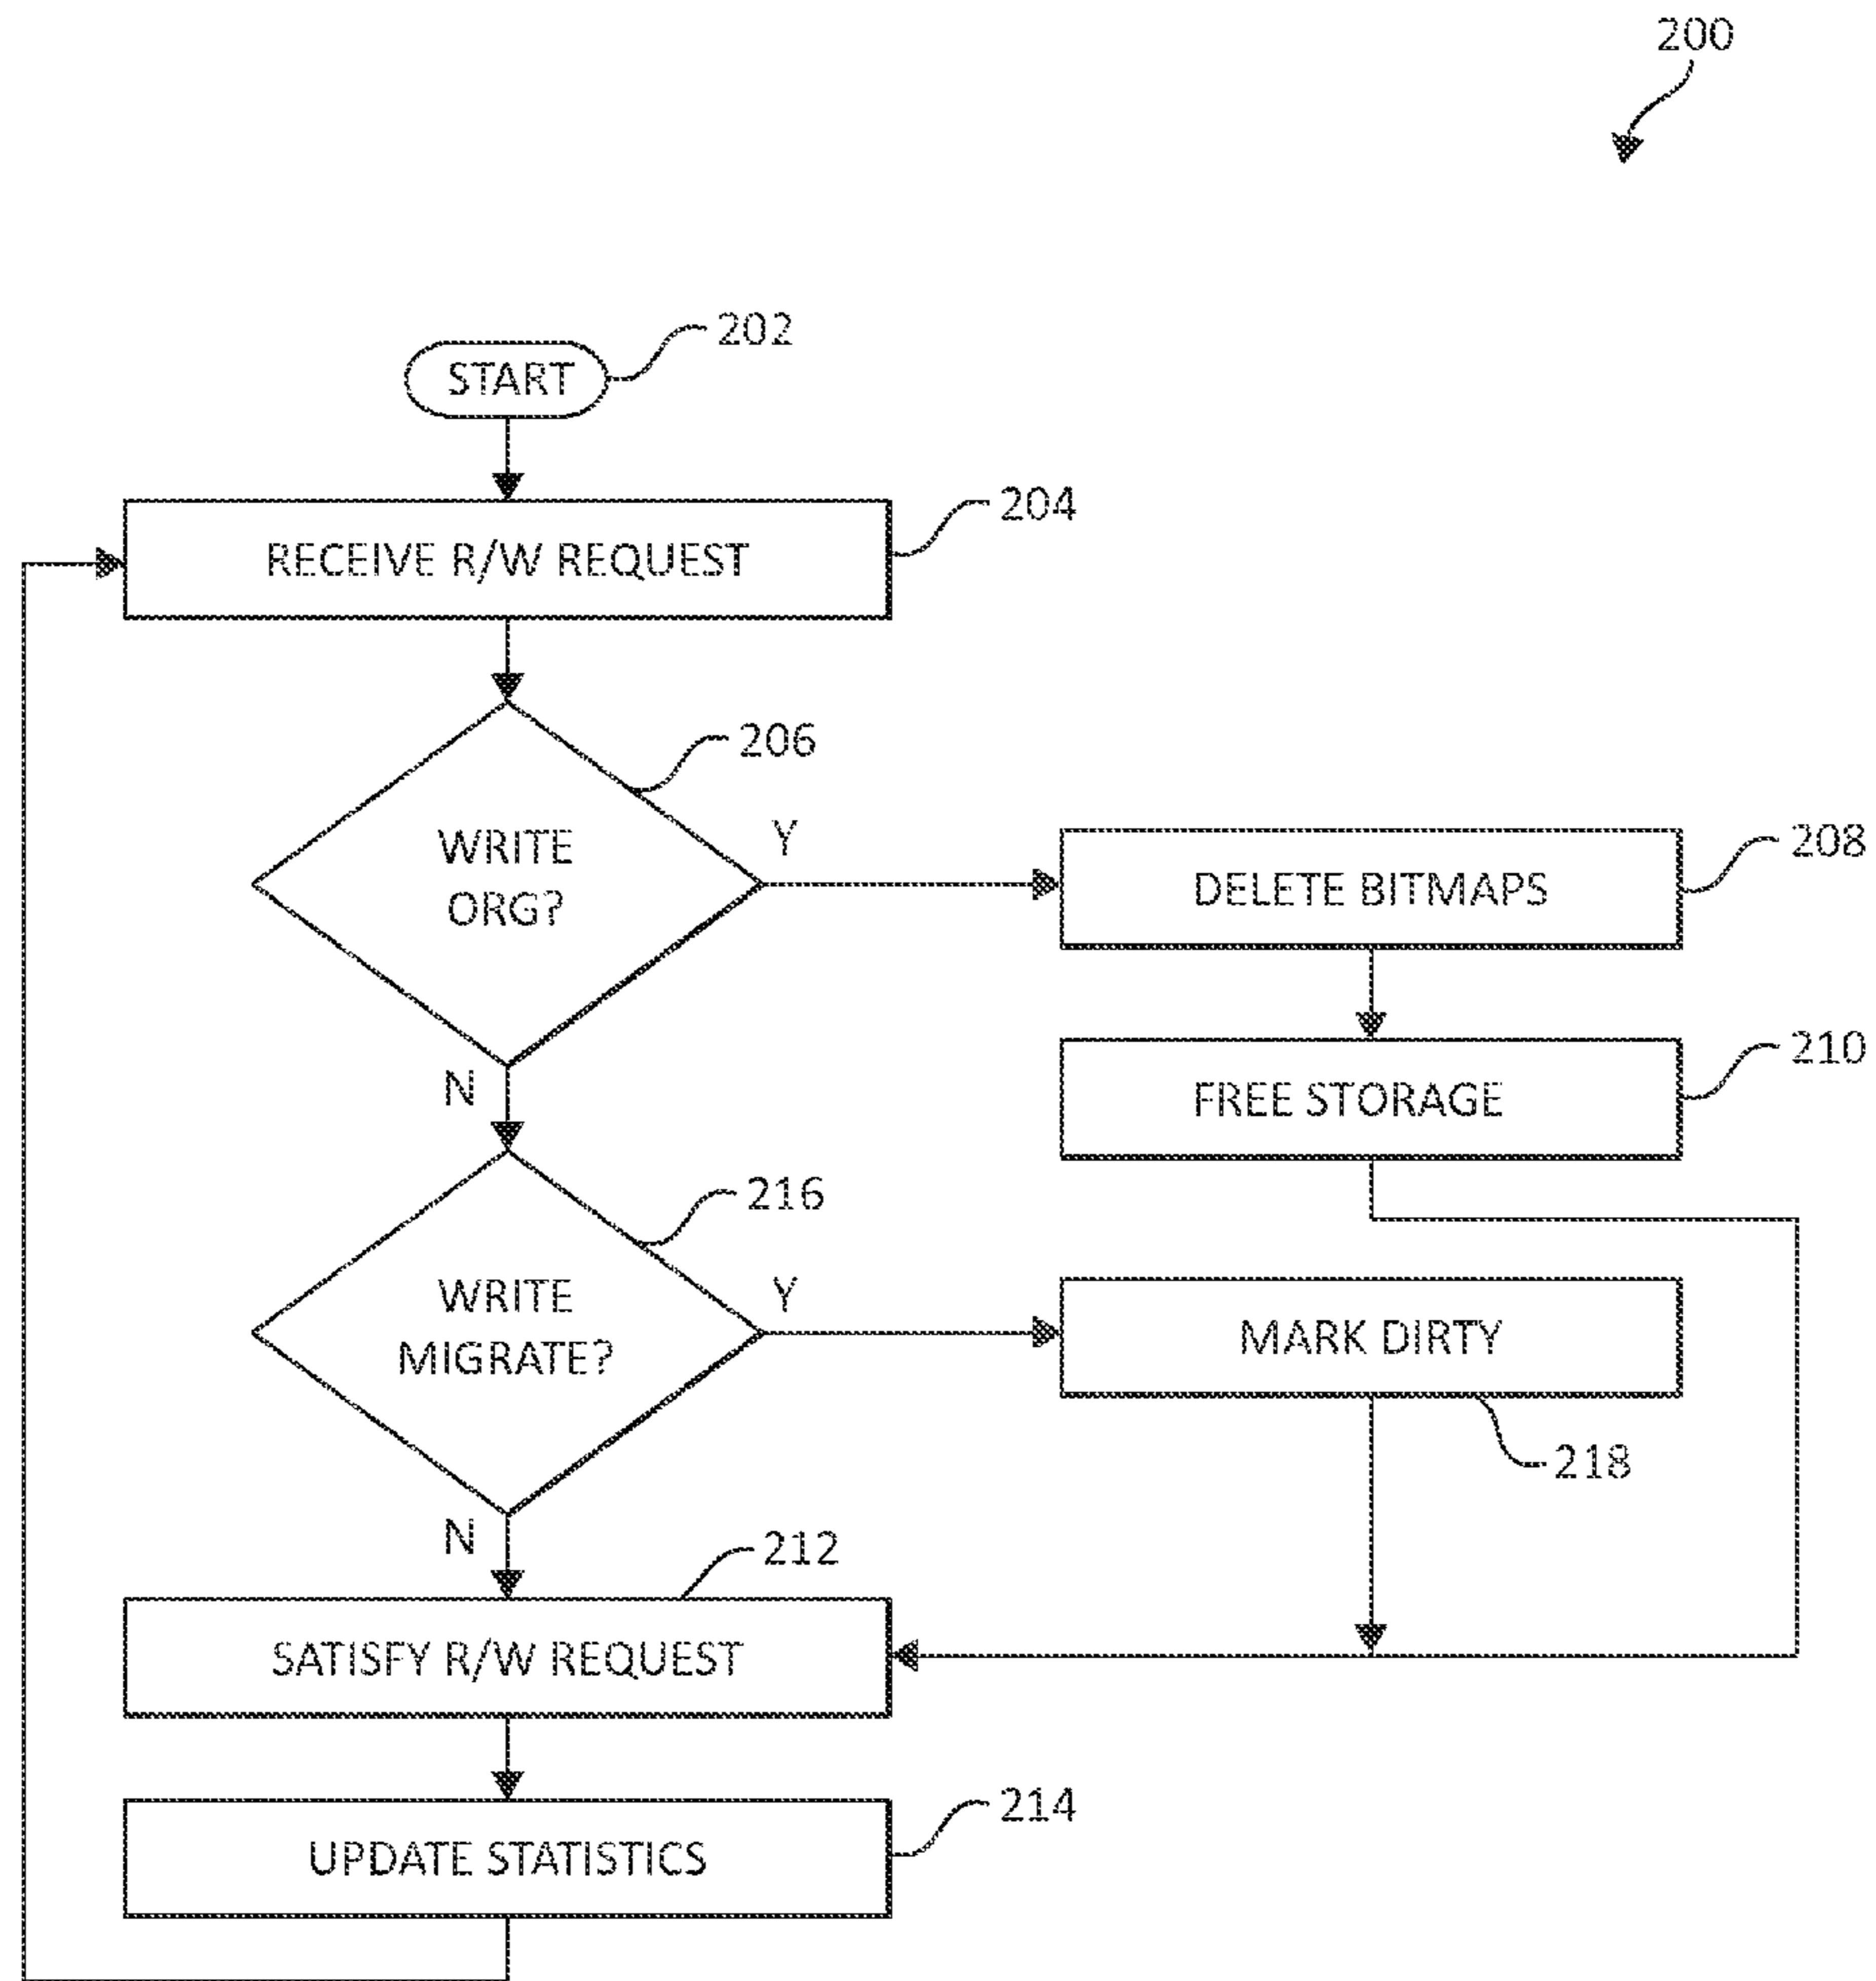 200
START
202
RECEIVE R/W REQUEST
204
206
WRITE
ORG?
Y
DELETE BITMAPS
208
N
FREE STORAGE
210
216
WRITE
MIGRATE?
Y
MARK DIRTY
218
N
212
SATISFY R/W REQUEST
UPDATE STATISTICS
214